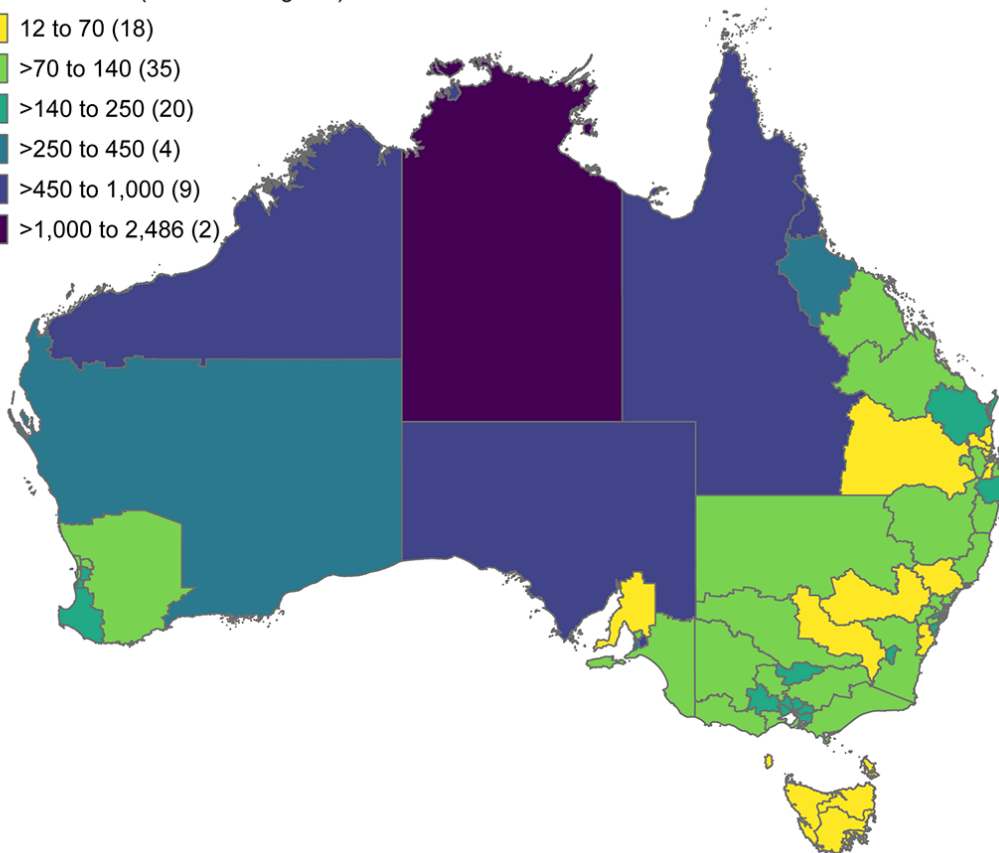 12 to 70 (18)
>70 to 140 (35)
>140 to 250 (20)
>250 to 450 (4)
>450 to 1,000 (9)
>1,000 to 2,486 (2)